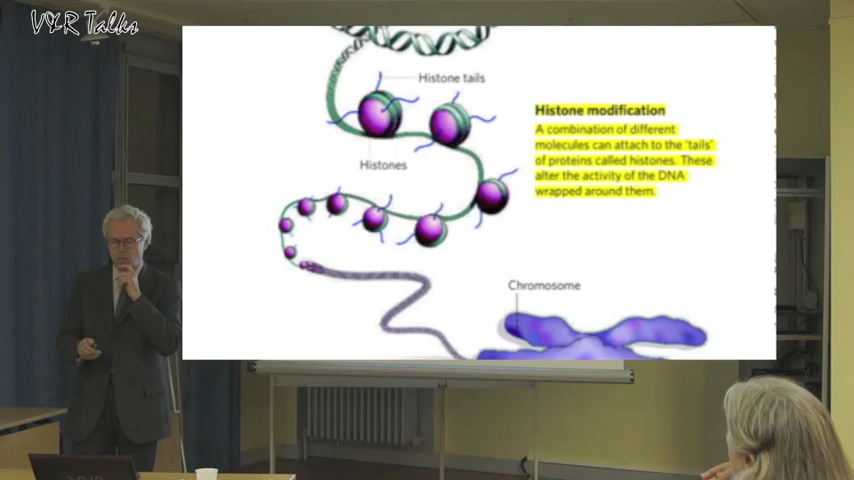 V&R Talks
Histone tails
Histone modification
A combination of different
molecules can attach to the 'tails'
of proteins called histones. These
alter the activity of the DNA
wrapped around them.
Histones
Chromosome